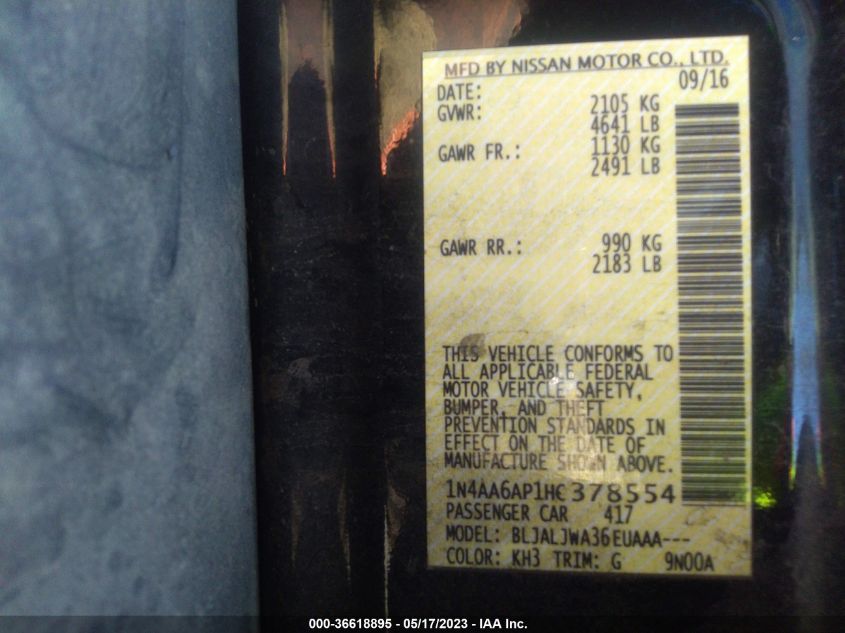 MFD BY NISSAN MOTOR CO., LTD.
DATE: 09/16
GVWR: 2105 KG
4641 LB
GAWR FR.: 1130 KG
2491 LB
GAWR RR.: 990 KG
2183 LB
THIS VEHICLE CONFORMS TO
ALL APPLICABLE FEDERAL
MOTOR VEHICLE SAFETY,
BUMPER, AND THEFT
PREVENTION STANDARDS IN
EFFECT ON THE DATE OF
MANUFACTURE SHOWN ABOVE.
1N4AA6AP1HC378554
PASSENGER CAR 417
MODEL: BLJALJWA36EUAAA---
COLOR: KH3 TRIM: G 9N00A
000-36618895 - 05/17/2023 - IAA Inc.